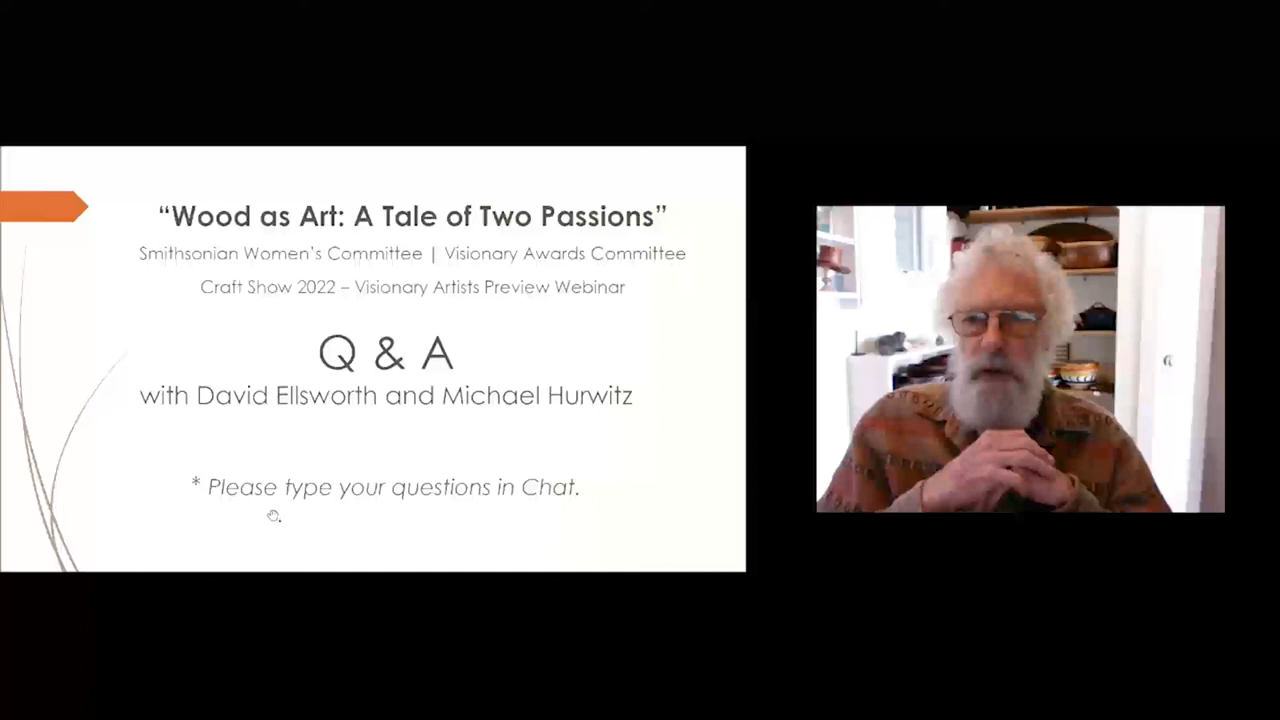 “Wood as Art: A Tale of Two Passions”
Smithsonian Women’s Committee | Visionary Awards Committee
Craft Show 2022 – Visionary Artists Preview Webinar
Q & A
with David Ellsworth and Michael Hurwitz
* Please type your questions in Chat.